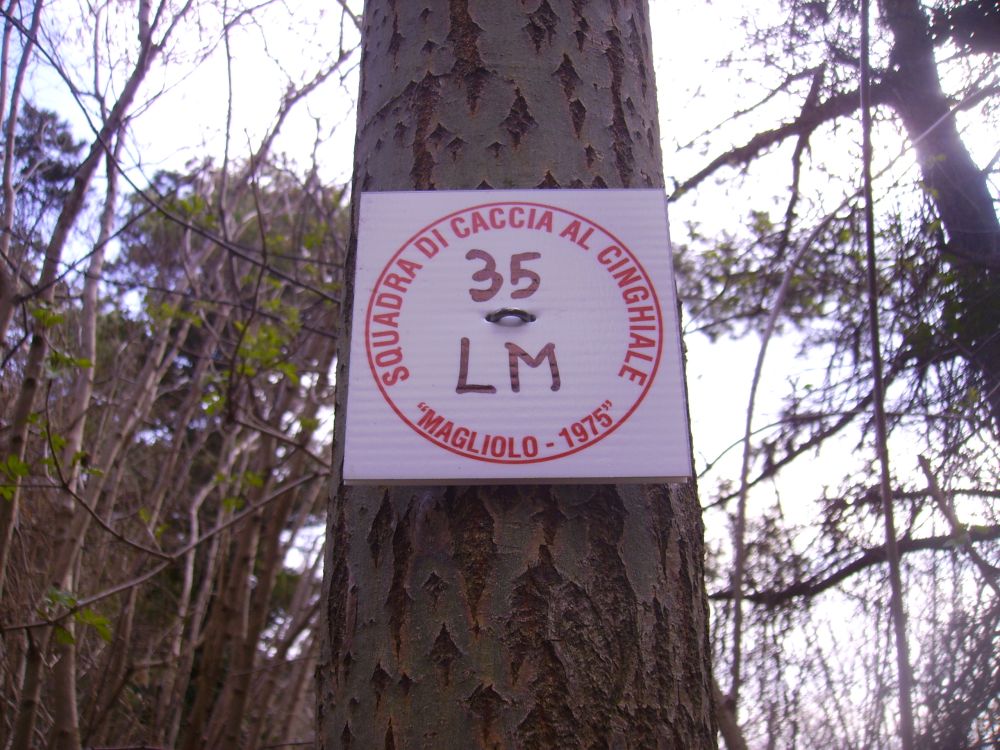 SQUADRA DI CACCIA AL CINGHIALE
35
LM
"MAGLIOLO - 1975"